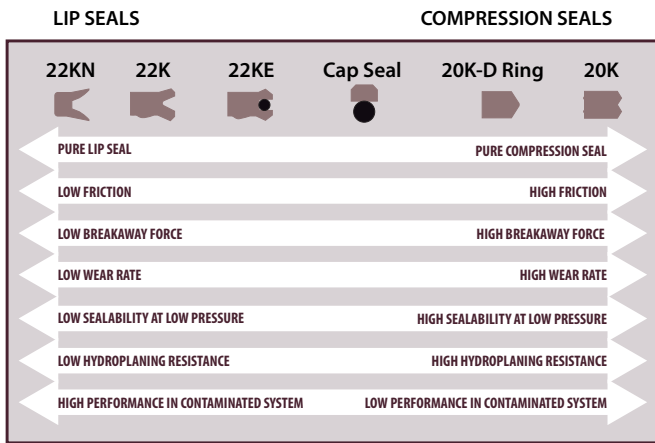 LIP SEALS COMPRESSION SEALS
22KN 22K 22KE Cap Seal 20K-D Ring 20K
PURE LIP SEAL PURE COMPRESSION SEAL
LOW FRICTION HIGH FRICTION
LOW BREAKAWAY FORCE HIGH BREAKAWAY FORCE
LOW WEAR RATE HIGH WEAR RATE
LOW SEALABILITY AT LOW PRESSURE HIGH SEALABILITY AT LOW PRESSURE
LOW HYDROPLANING RESISTANCE HIGH HYDROPLANING RESISTANCE
HIGH PERFORMANCE IN CONTAMINATED SYSTEM LOW PERFORMANCE IN CONTAMINATED SYSTEM